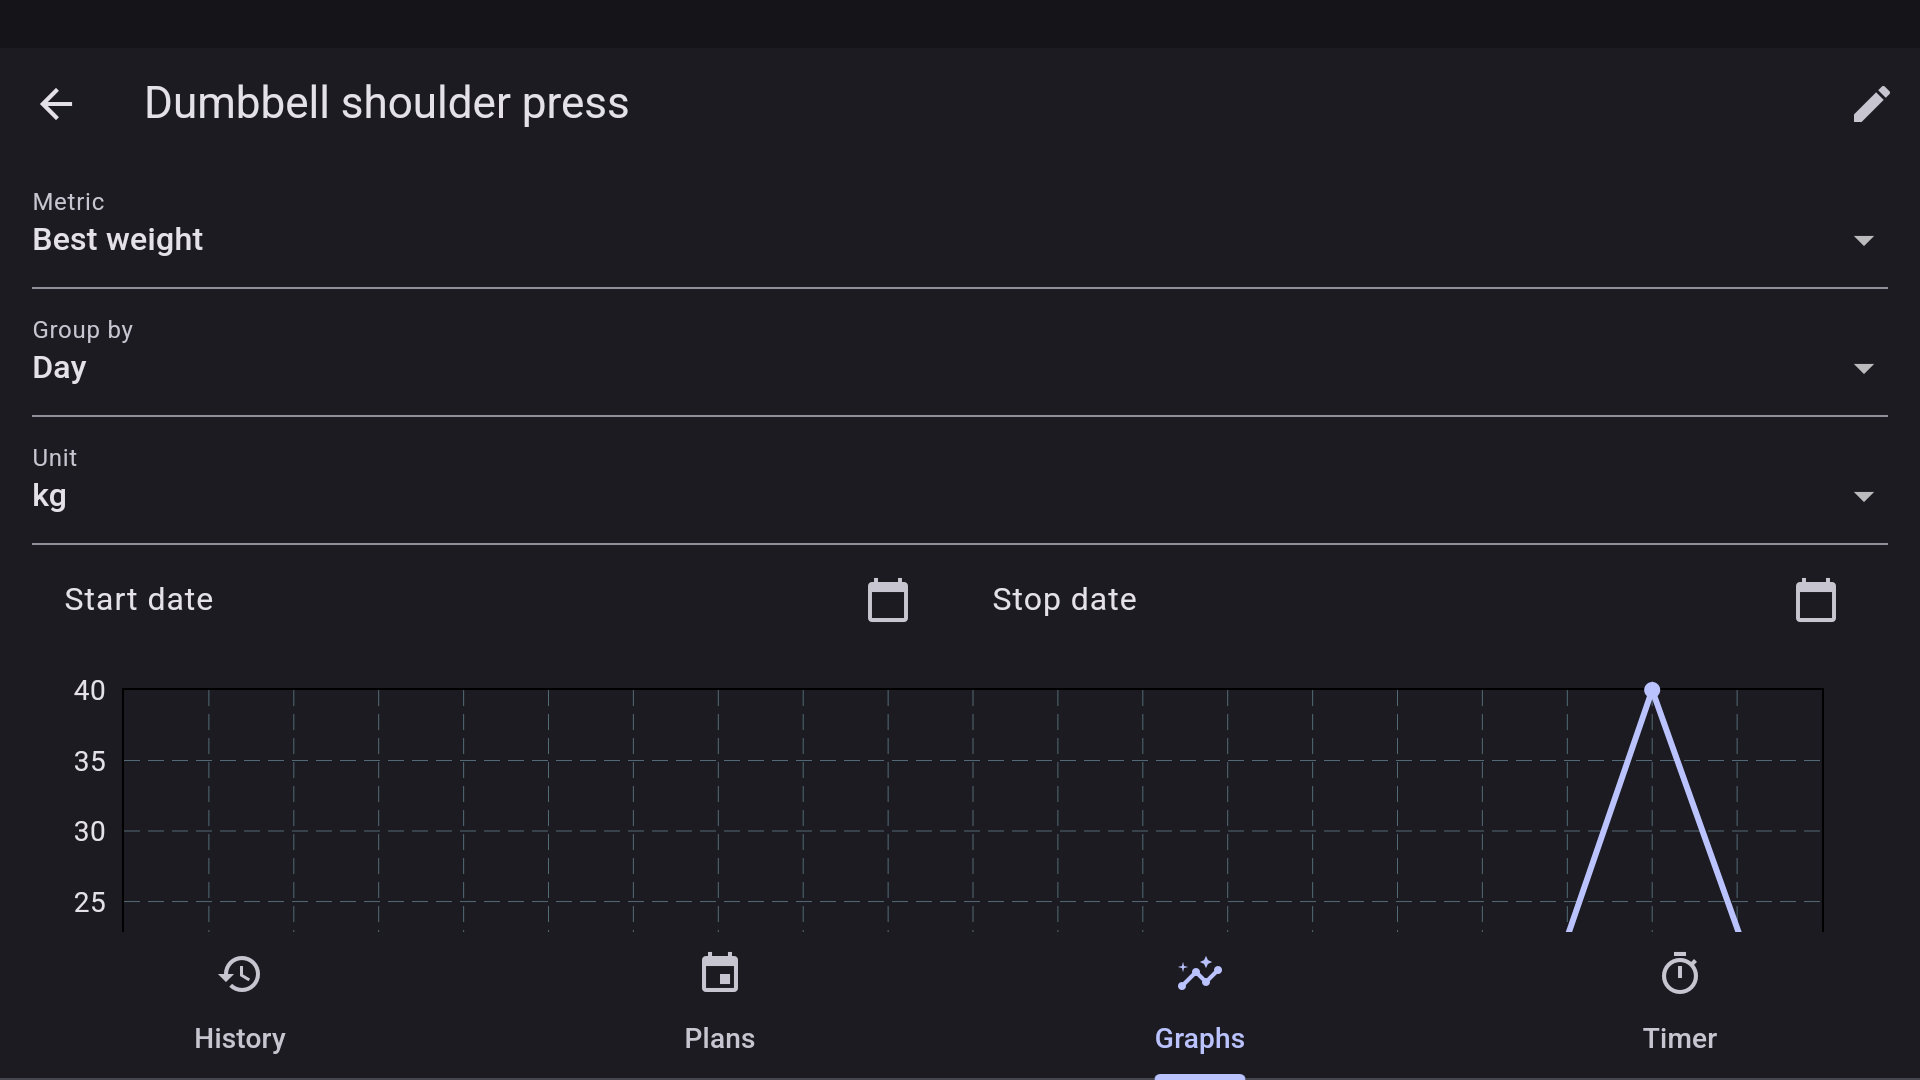 Dumbbell shoulder press
Metric
Best weight
Group by
Day
Unit
kg
Start date
Stop date
40
35
30
25
History
Plans
Graphs
Timer